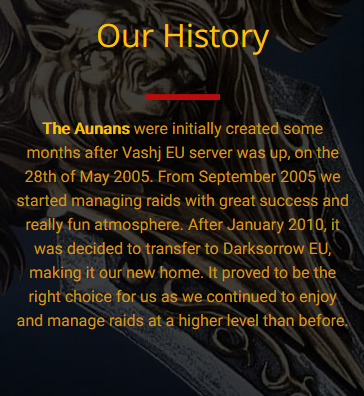 Our History
The Aunans were initially created some
months after Vashj EU server was up, on the
28th of May 2005. From September 2005 we
started managing raids with great success and
really fun atmosphere. After January 2010, it
was decided to transfer to Darksorrow EU,
making it our new home. It proved to be the
right choice for us as we continued to enjoy
and manage raids at a higher level than before.